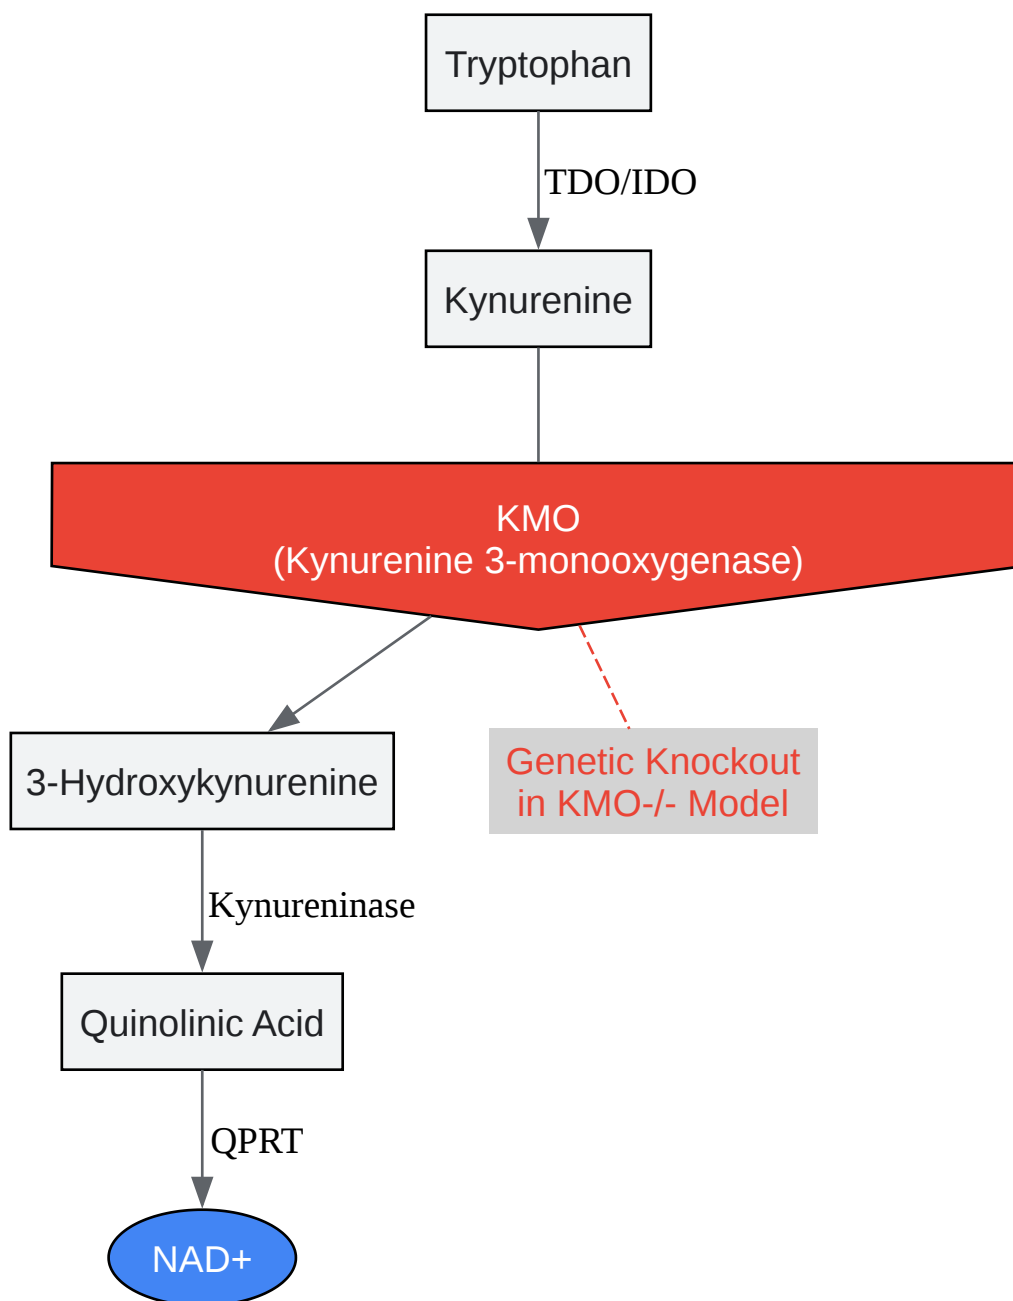 Tryptophan
TDO/IDO
Kynurenine
KMO
(Kynurenine 3-monooxygenase)
3-Hydroxykynurenine
Genetic Knockout
in KMO-/- Model
Kynureninase
Quinolinic Acid
QPRT
NAD+